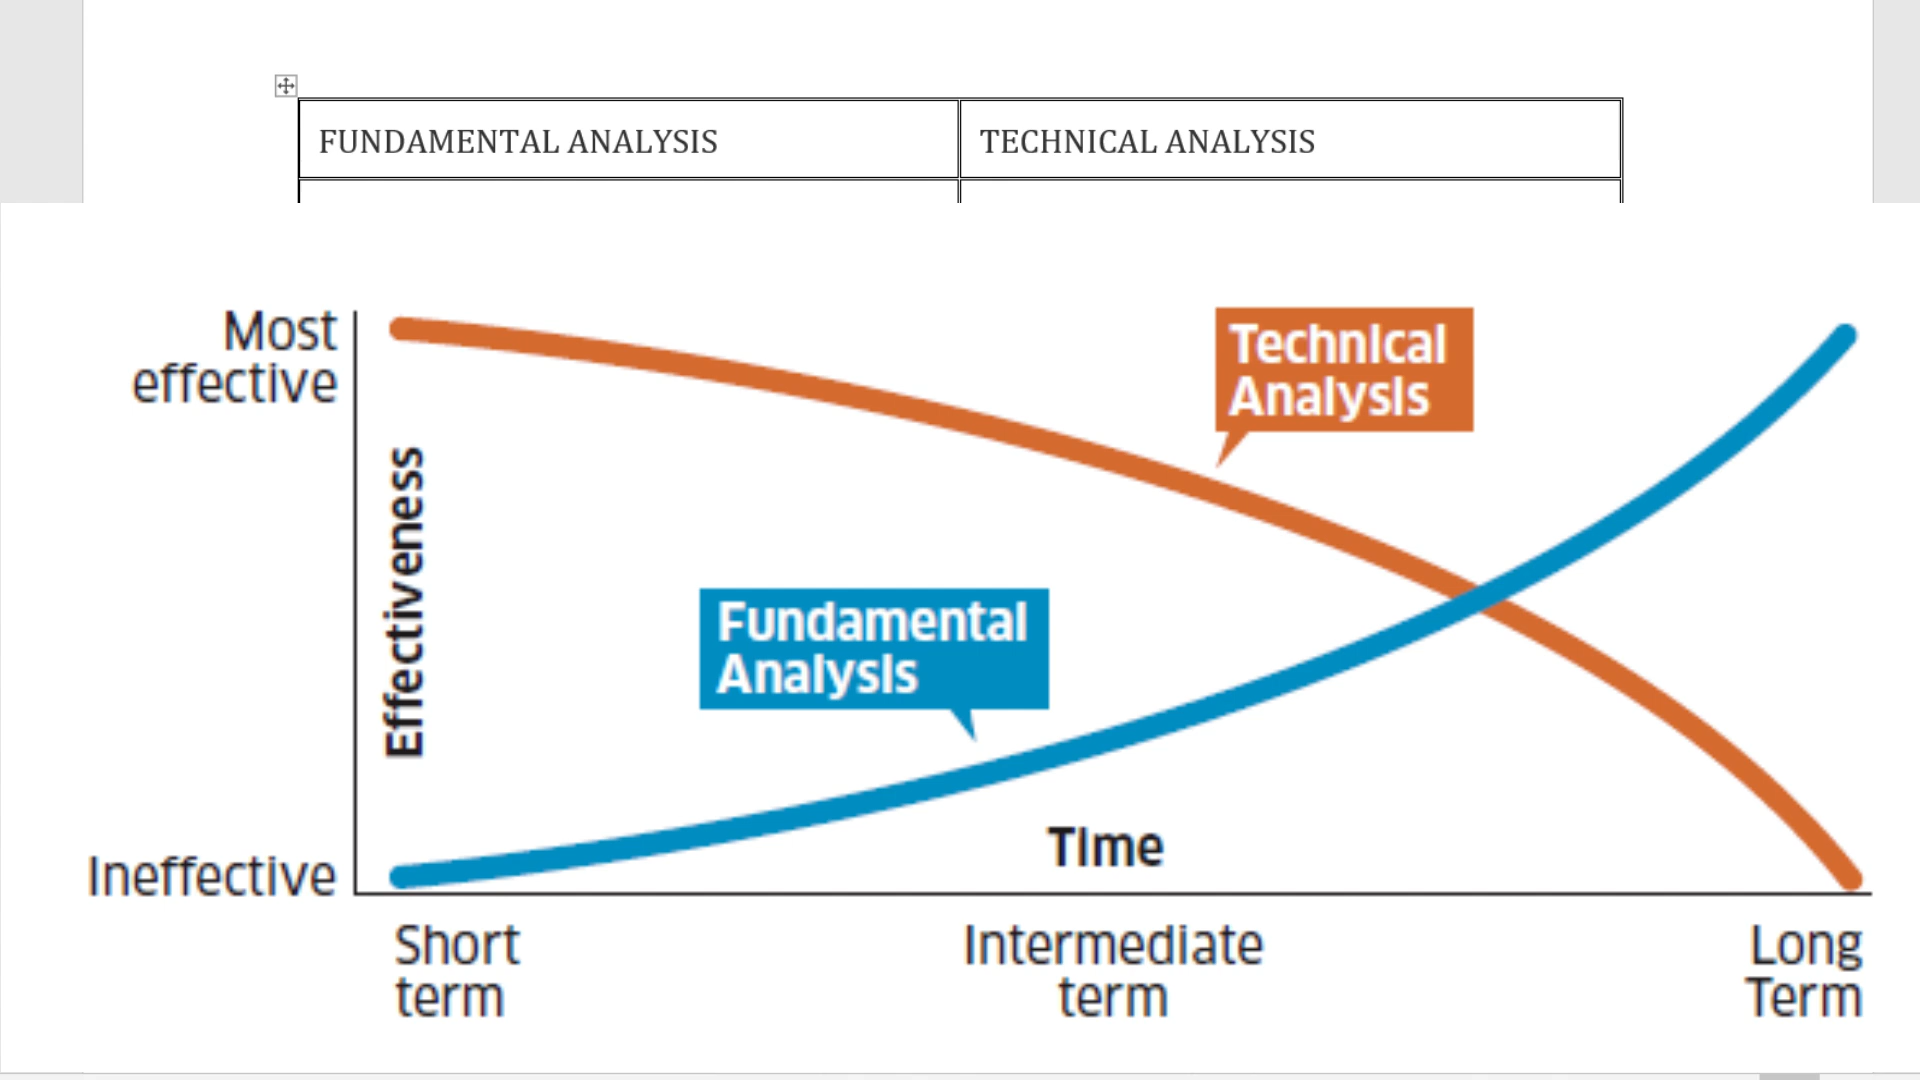 FUNDAMENTAL ANALYSIS
TECHNICAL ANALYSIS
Most
effective
Technical
Analysis
Effectiveness
Fundamental
Analysis
Time
Ineffective
Short
term
Intermediate
term
Long
Term